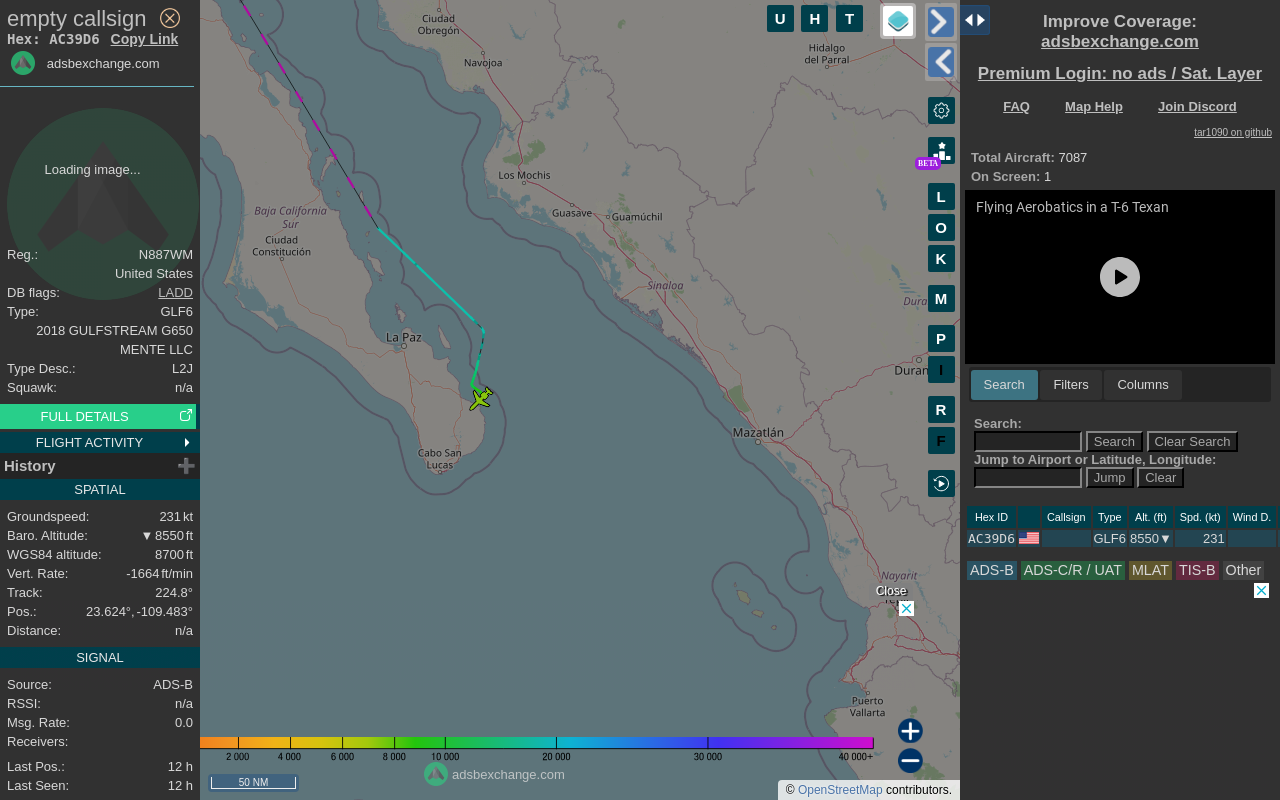 empty callsign
Hex: AC39D6 Copy Link
adsbexchange.com
Loading image...
Reg.: N887WM
United States
DB flags: LADD
Type: GLF6
2018 GULFSTREAM G650
MENTE LLC
Type Desc.: L2J
Squawk: n/a
FULL DETAILS
FLIGHT ACTIVITY
History
SPATIAL
Groundspeed: 231 kt
Baro. Altitude: ▼ 8550 ft
WGS84 altitude: 8700 ft
Vert. Rate: -1664 ft/min
Track: 224.8°
Pos.: 23.624°, -109.483°
Distance: n/a
SIGNAL
Source: ADS-B
RSSI: n/a
Msg. Rate: 0.0
Receivers:
Last Pos.: 12 h
Last Seen: 12 h
Ciudad
Obregón
Navojoa
Hidalgo
del Parral
Los Mochis
Guasave
Guamúchil
Baja California
Sur
Ciudad
Constitución
Sinaloa
Dura
La Paz
Duran
Mazatlán
Cabo San
Lucas
Nayarit
Close
Puerto
Vallarta
U H T
BETA
L
O
K
M
P
I
R
F
2 000 4 000 6 000 8 000 10 000 20 000 30 000 40 000+
50 NM
adsbexchange.com
© OpenStreetMap contributors.
Improve Coverage:
adsbexchange.com
Premium Login: no ads / Sat. Layer
FAQ Map Help Join Discord
tar1090 on github
Total Aircraft: 7087
On Screen: 1
Flying Aerobatics in a T-6 Texan
Search Filters Columns
Search:
Search Clear Search
Jump to Airport or Latitude, Longitude:
Jump Clear
Hex ID Callsign Type Alt. (ft) Spd. (kt) Wind D.
AC39D6 GLF6 8550▼ 231
ADS-B ADS-C/R / UAT MLAT TIS-B Other